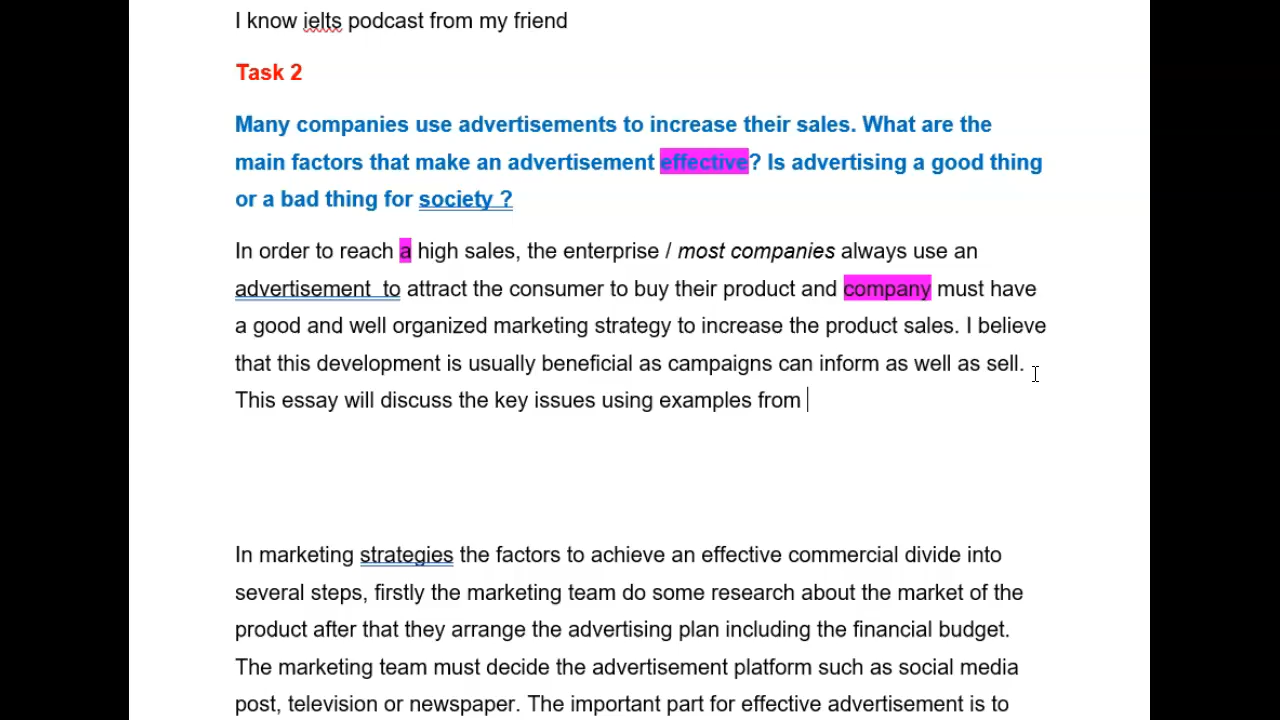 I know ielts podcast from my friend
Task 2
Many companies use advertisements to increase their sales. What are the
main factors that make an advertisement effective? Is advertising a good thing
or a bad thing for society ?
In order to reach a high sales, the enterprise / most companies always use an
advertisement  to attract the consumer to buy their product and company must have
a good and well organized marketing strategy to increase the product sales. I believe
that this development is usually beneficial as campaigns can inform as well as sell.
This essay will discuss the key issues using examples from
In marketing strategies the factors to achieve an effective commercial divide into
several steps, firstly the marketing team do some research about the market of the
product after that they arrange the advertising plan including the financial budget.
The marketing team must decide the advertisement platform such as social media
post, television or newspaper. The important part for effective advertisement is to